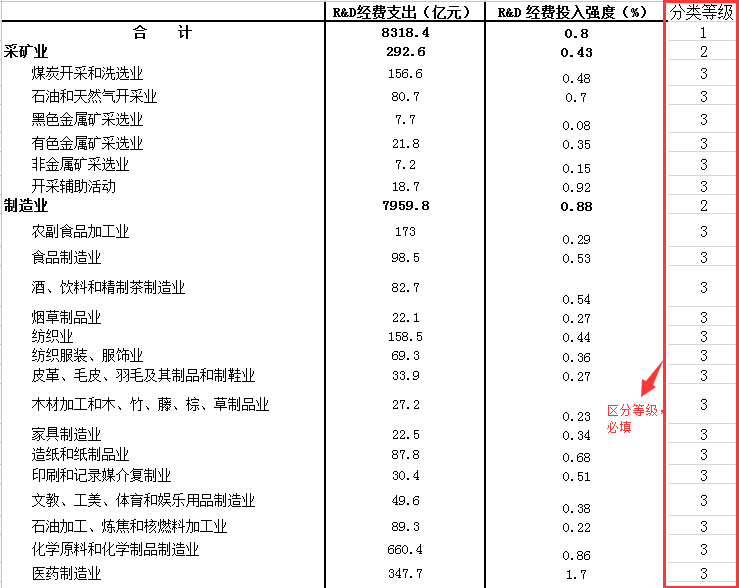 R&D经费支出（亿元） R&D 经费投入强度（%） 分类等级
合 计 8318.4 0.8 1
采矿业 292.6 0.43 2
煤炭开采和洗选业 156.6 0.48 3
石油和天然气开采业 80.7 0.7 3
黑色金属矿采选业 7.7 0.08 3
有色金属矿采选业 21.8 0.35 3
非金属矿采选业 7.2 0.15 3
开采辅助活动 18.7 0.92 3
制造业 7959.8 0.88 2
农副食品加工业 173 0.29 3
食品制造业 98.5 0.53 3
酒、饮料和精制茶制造业 82.7 0.54 3
烟草制品业 22.1 0.27 3
纺织业 158.5 0.44 3
纺织服装、服饰业 69.3 0.36 3
皮革、毛皮、羽毛及其制品和制鞋业 33.9 0.27 3
木材加工和木、竹、藤、棕、草制品业 27.2 0.23 3
区分等级，
必填
家具制造业 22.5 0.34 3
造纸和纸制品业 87.8 0.68 3
印刷和记录媒介复制业 30.4 0.51 3
文教、工美、体育和娱乐用品制造业 49.6 0.38 3
石油加工、炼焦和核燃料加工业 89.3 0.22 3
化学原料和化学制品制造业 660.4 0.86 3
医药制造业 347.7 1.7 3